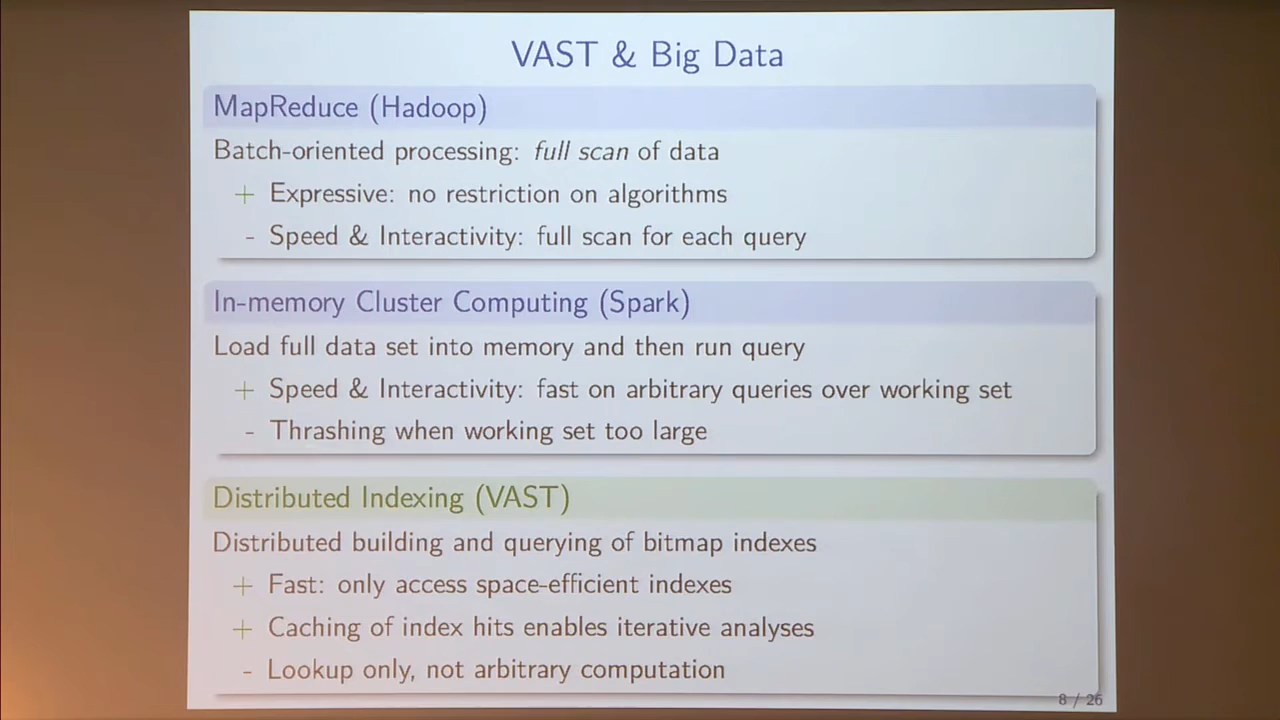 VAST & Big Data
MapReduce (Hadoop)
Batch-oriented processing: full scan of data
+ Expressive: no restriction on algorithms
- Speed & Interactivity: full scan for each query
In-memory Cluster Computing (Spark)
Load full data set into memory and then run query
+ Speed & Interactivity: fast on arbitrary queries over working set
- Thrashing when working set too large
Distributed Indexing (VAST)
Distributed building and querying of bitmap indexes
+ Fast: only access space-efficient indexes
+ Caching of index hits enables iterative analyses
- Lookup only, not arbitrary computation
8 / 26